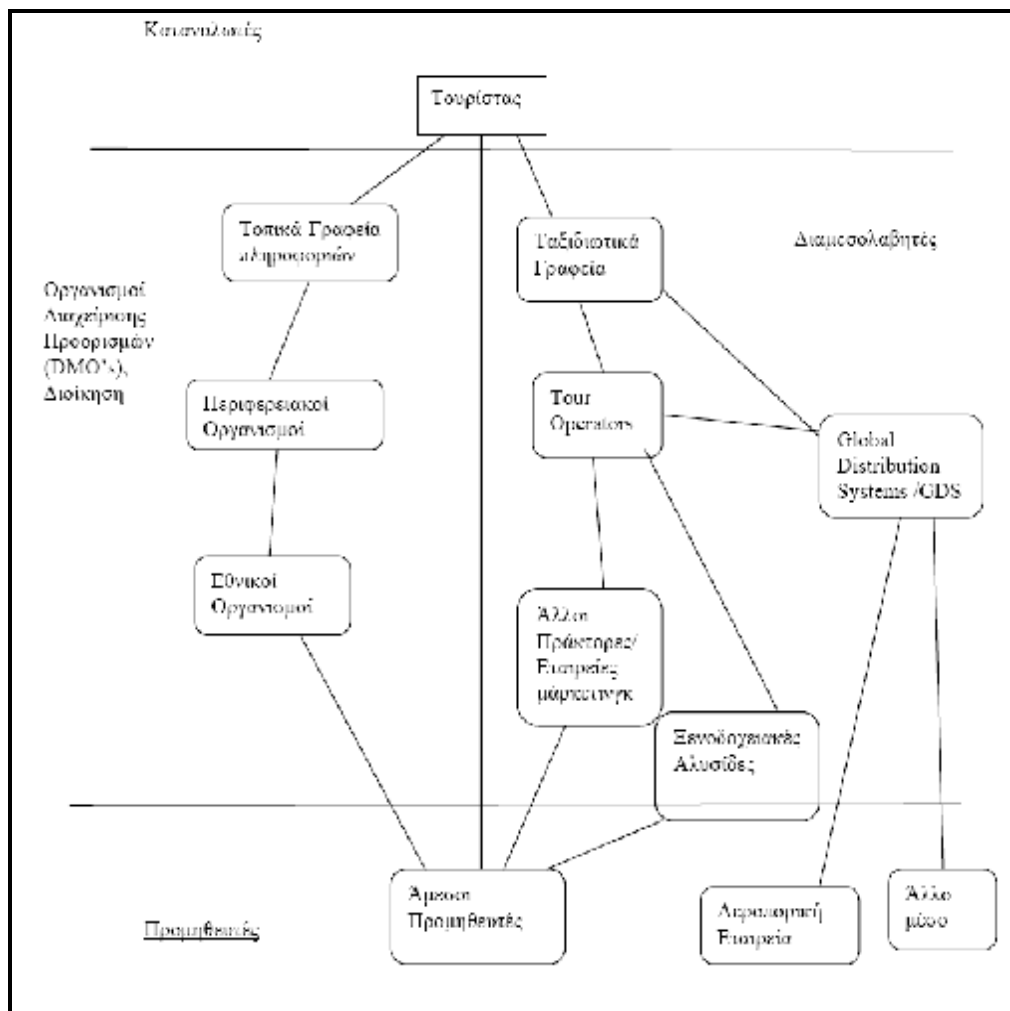 Καταναλωτές
Τουρίστας
Τοπικά Γραφεία
πληροφοριών
Ταξιδιωτικά
Γραφεία
Διαμεσολαβητές
Οργανισμοί
Διαχείρισης
Προορισμών
(DMO's),
Διοίκηση
Περιφερειακοί
Οργανισμοί
Tour
Operators
Global
Distribution
Systems /GDS
Εθνικοί
Οργανισμοί
Άλλοι
Πράκτορες/
Εταιρείες
μάρκετινγκ
Ξενοδοχειακές
Αλυσίδες
Άμεσοι
Προμηθευτές
Αεροπορική
Εταιρεία
Άλλο
μέσο
Προμηθευτές